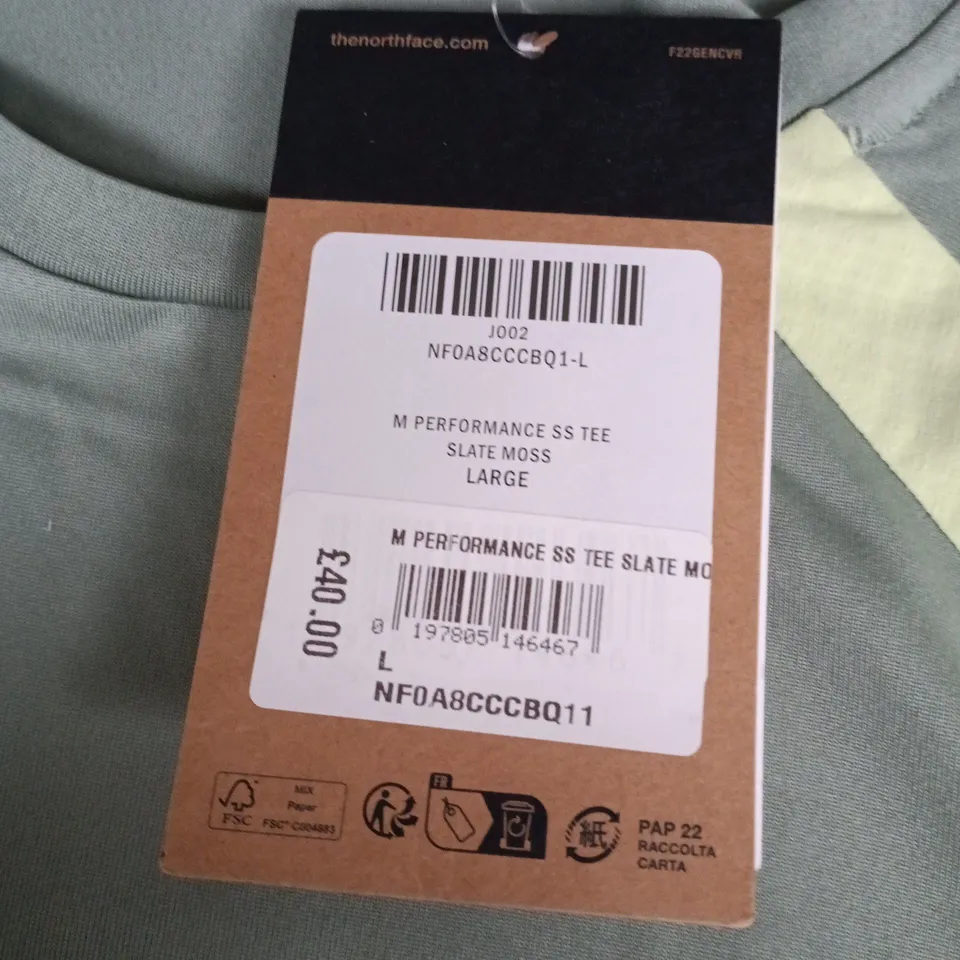 thenorthface.com
F22GENCVR
J002
NF0A8CCCBQ1-L
M PERFORMANCE SS TEE
SLATE MOSS
LARGE
M PERFORMANCE SS TEE SLATE MO
£40.00
0 197805 146467
L
NF0A8CCCBQ11
FSC
MIX
Paper
FSC® C004883
FR
紙
PAP 22
RACCOLTA
CARTA